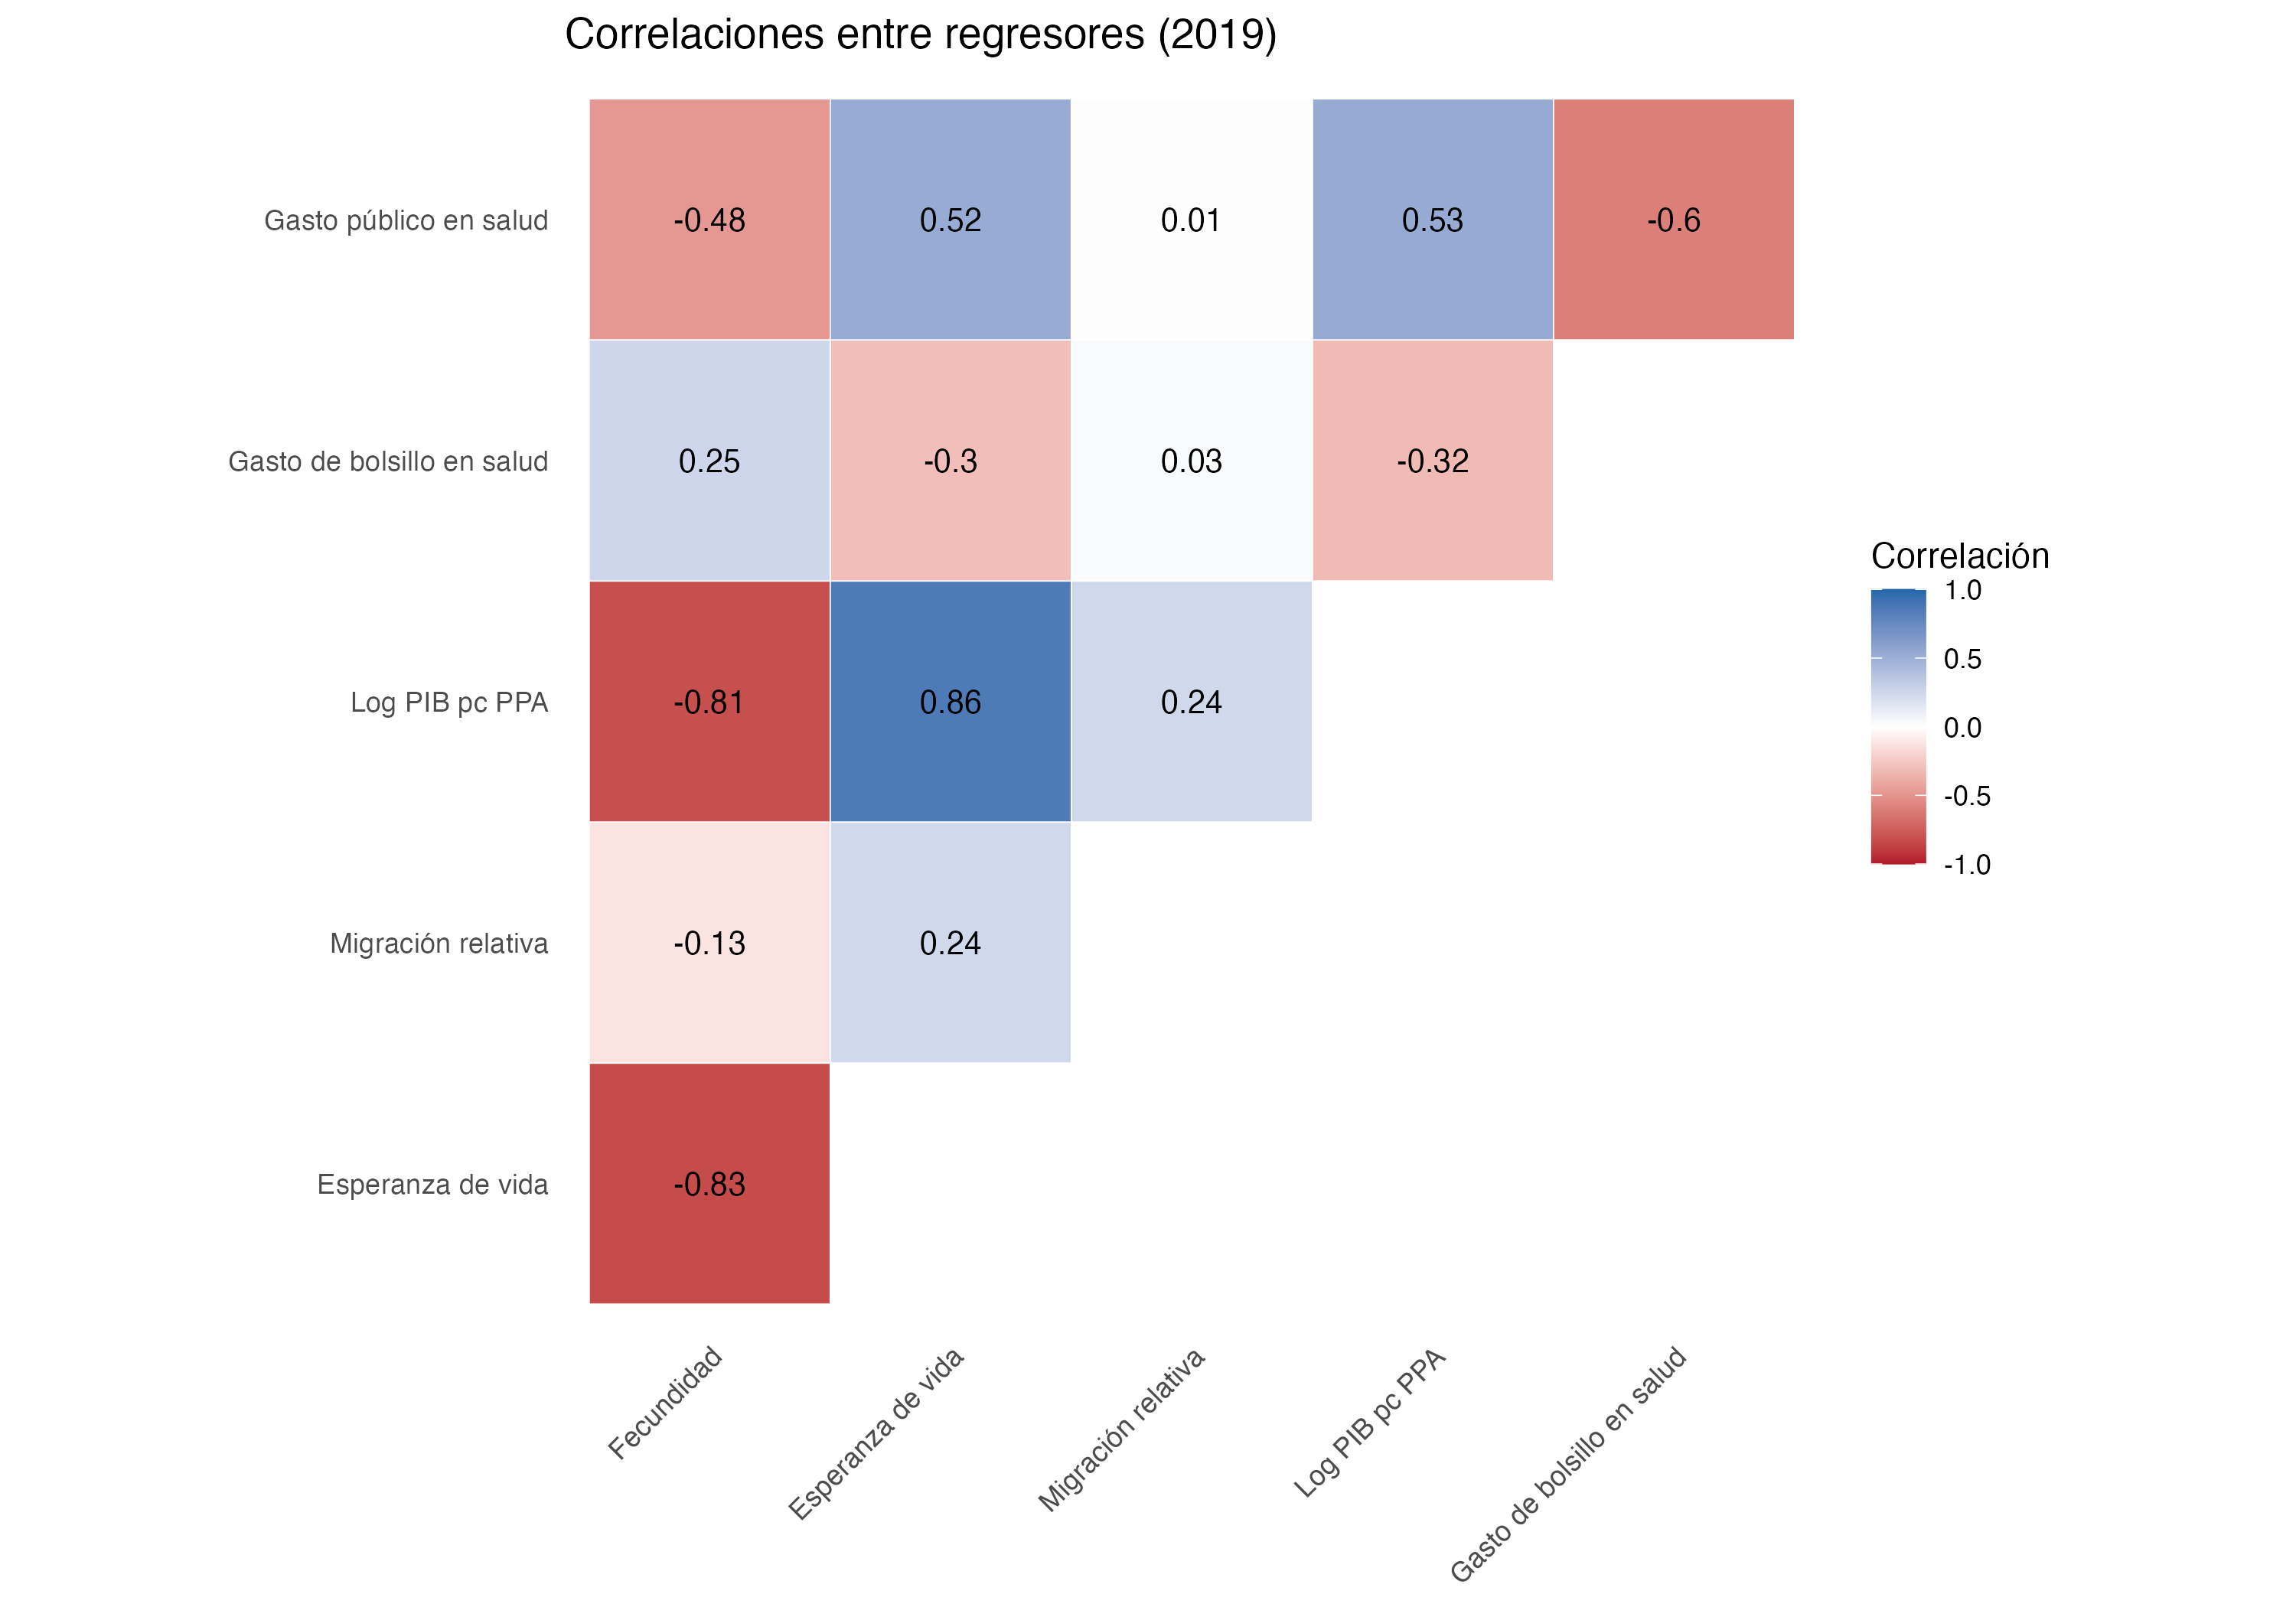 Correlaciones entre regresores (2019)
Gasto público en salud -0.48 0.52 0.01 0.53 -0.6
Gasto de bolsillo en salud 0.25 -0.3 0.03 -0.32
Log PIB pc PPA -0.81 0.86 0.24
Migración relativa -0.13 0.24
Esperanza de vida -0.83
Fecundidad
Esperanza de vida
Migración relativa
Log PIB pc PPA
Gasto de bolsillo en salud
Correlación
1.0
0.5
0.0
-0.5
-1.0